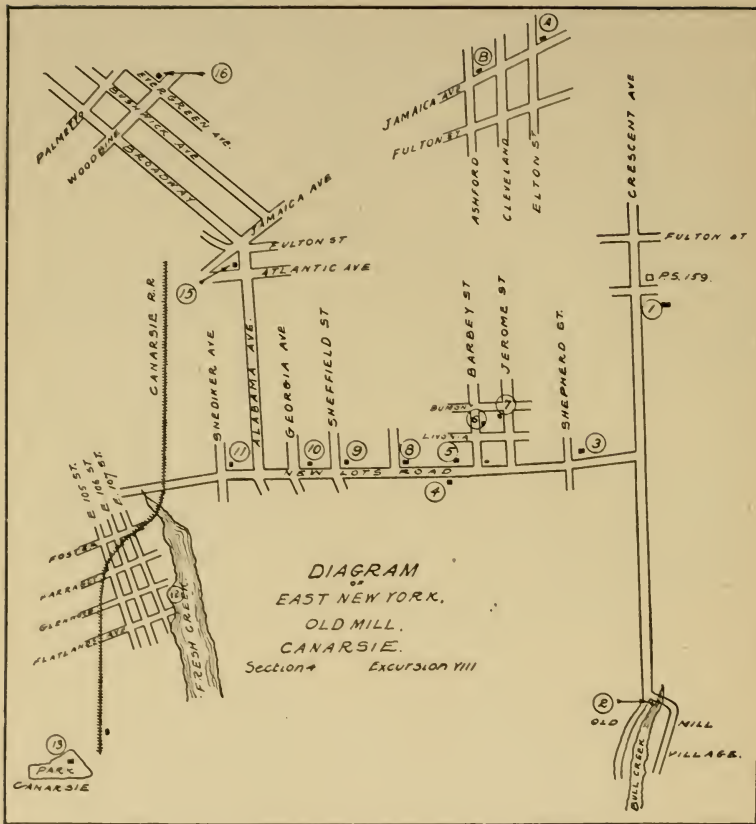 16
EVERGREEN AVE.
BUSHWICK AVE
PALMETTO
WOODBINE
BROADWAY
JAMAICA AVE
FULTON ST
ATLANTIC AVE
15
A
B
JAMAICA AVE
FULTON ST
ASHFORD
CLEVELAND
ELTON ST
CRESCENT AVE
FULTON ST
P.S. 159.
1
CANARSIE R.R.
SNEDIKER AVE
ALABAMA AVE.
GEORGIA AVE
SHEFFIELD ST
BARBEY ST
JEROME ST
SHEPHERD ST.
DUMONT
6
7
LIVONIA
11
10
9
8
5
3
NEW LOTS ROAD
4
E 105 ST.
E 106 ST
E. 107
FOSTER
FARRAGUT
GLENWOOD
FLATLANDS AVE
12
FRESH CREEK
DIAGRAM
OF
EAST NEW YORK,
OLD MILL,
CANARSIE.
Section 4 Excursion VIII
2
OLD MILL
VILLAGE.
BULL CREEK
13
PARK
CANARSIE